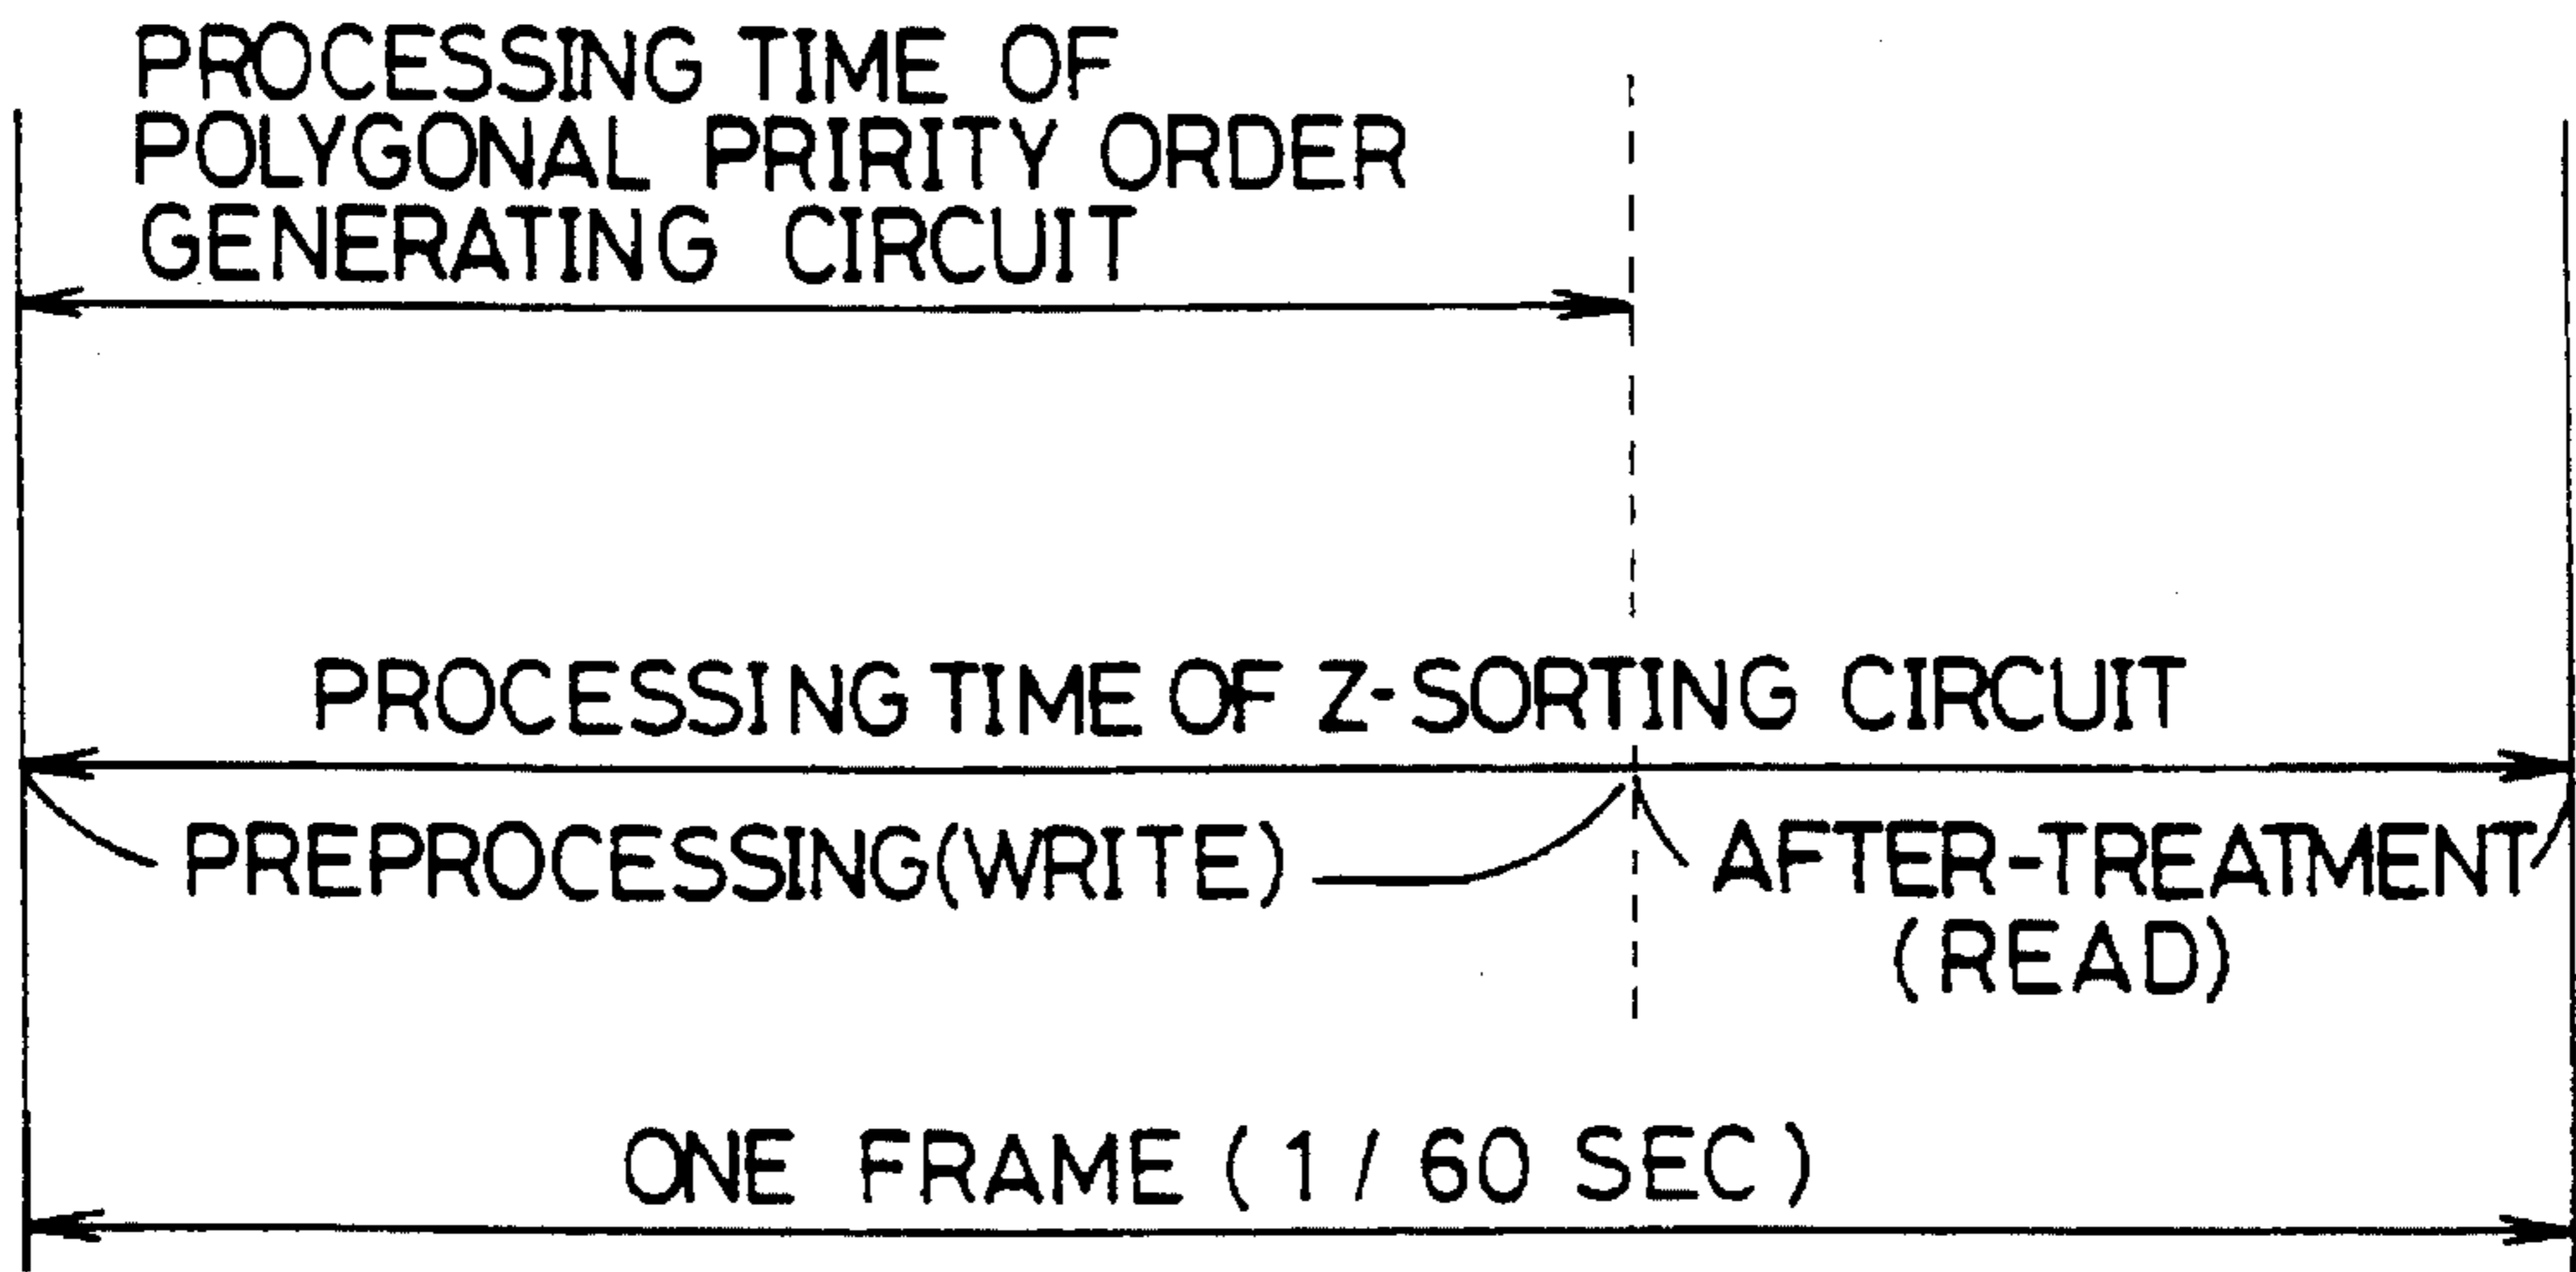 PROCESSING TIME OF
POLYGONAL PRIRITY ORDER
GENERATING CIRCUIT
PROCESSING TIME OF Z-SORTING CIRCUIT
PREPROCESSING(WRITE)
AFTER-TREATMENT
(READ)
ONE FRAME (1/60 SEC)